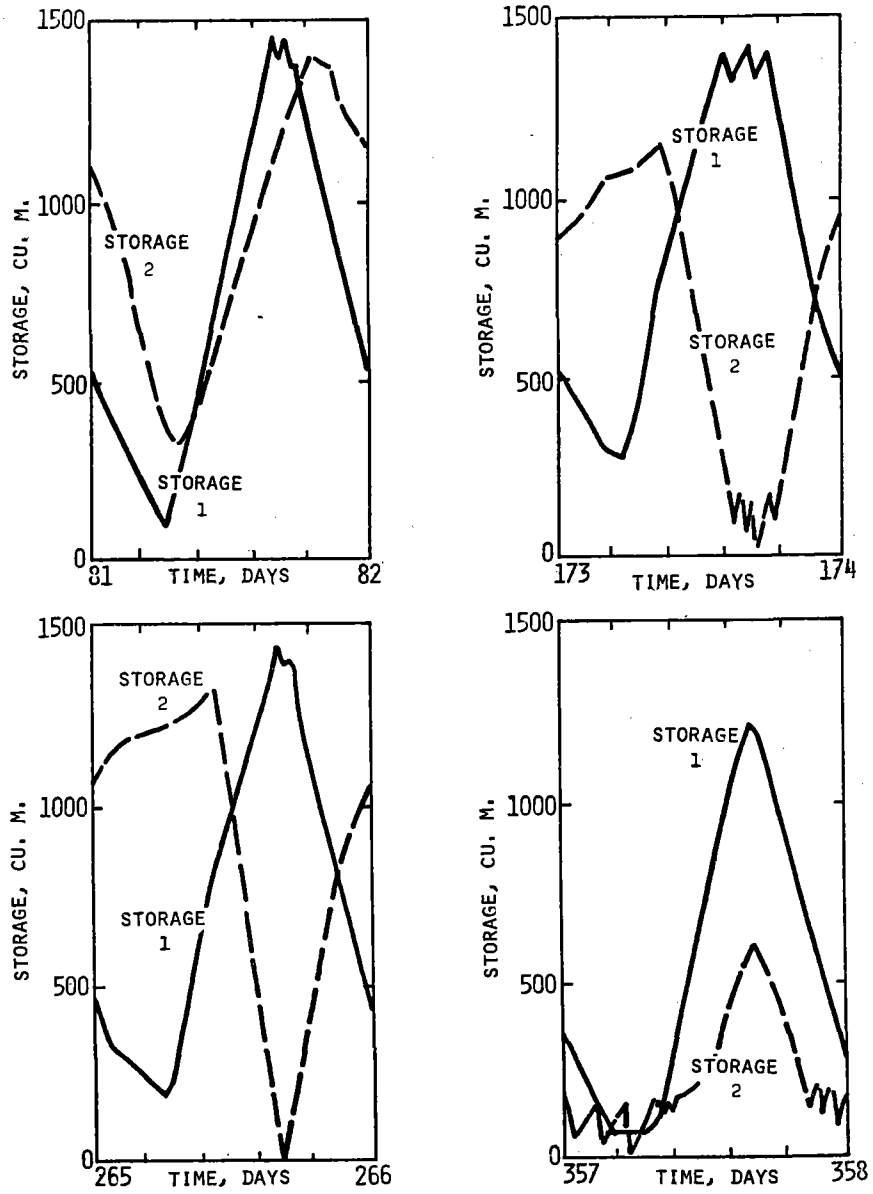 1500
1000
500
0
STORAGE, CU. M.
STORAGE
2
STORAGE
1
81
TIME, DAYS
82
1500
1000
500
0
STORAGE, CU. M.
STORAGE
1
STORAGE
2
173
TIME, DAYS
174
1500
1000
500
0
STORAGE, CU. M.
STORAGE
2
STORAGE
1
265
TIME, DAYS
266
1500
1000
500
0
STORAGE, CU. M.
STORAGE
1
STORAGE
2
357
TIME, DAYS
358